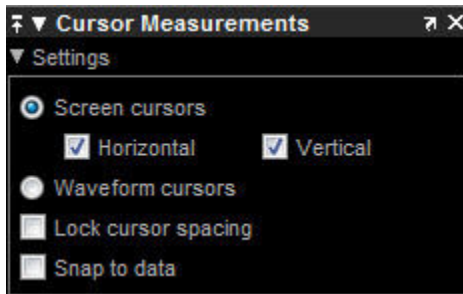 Cursor Measurements
Settings
Screen cursors
Horizontal Vertical
Waveform cursors
Lock cursor spacing
Snap to data